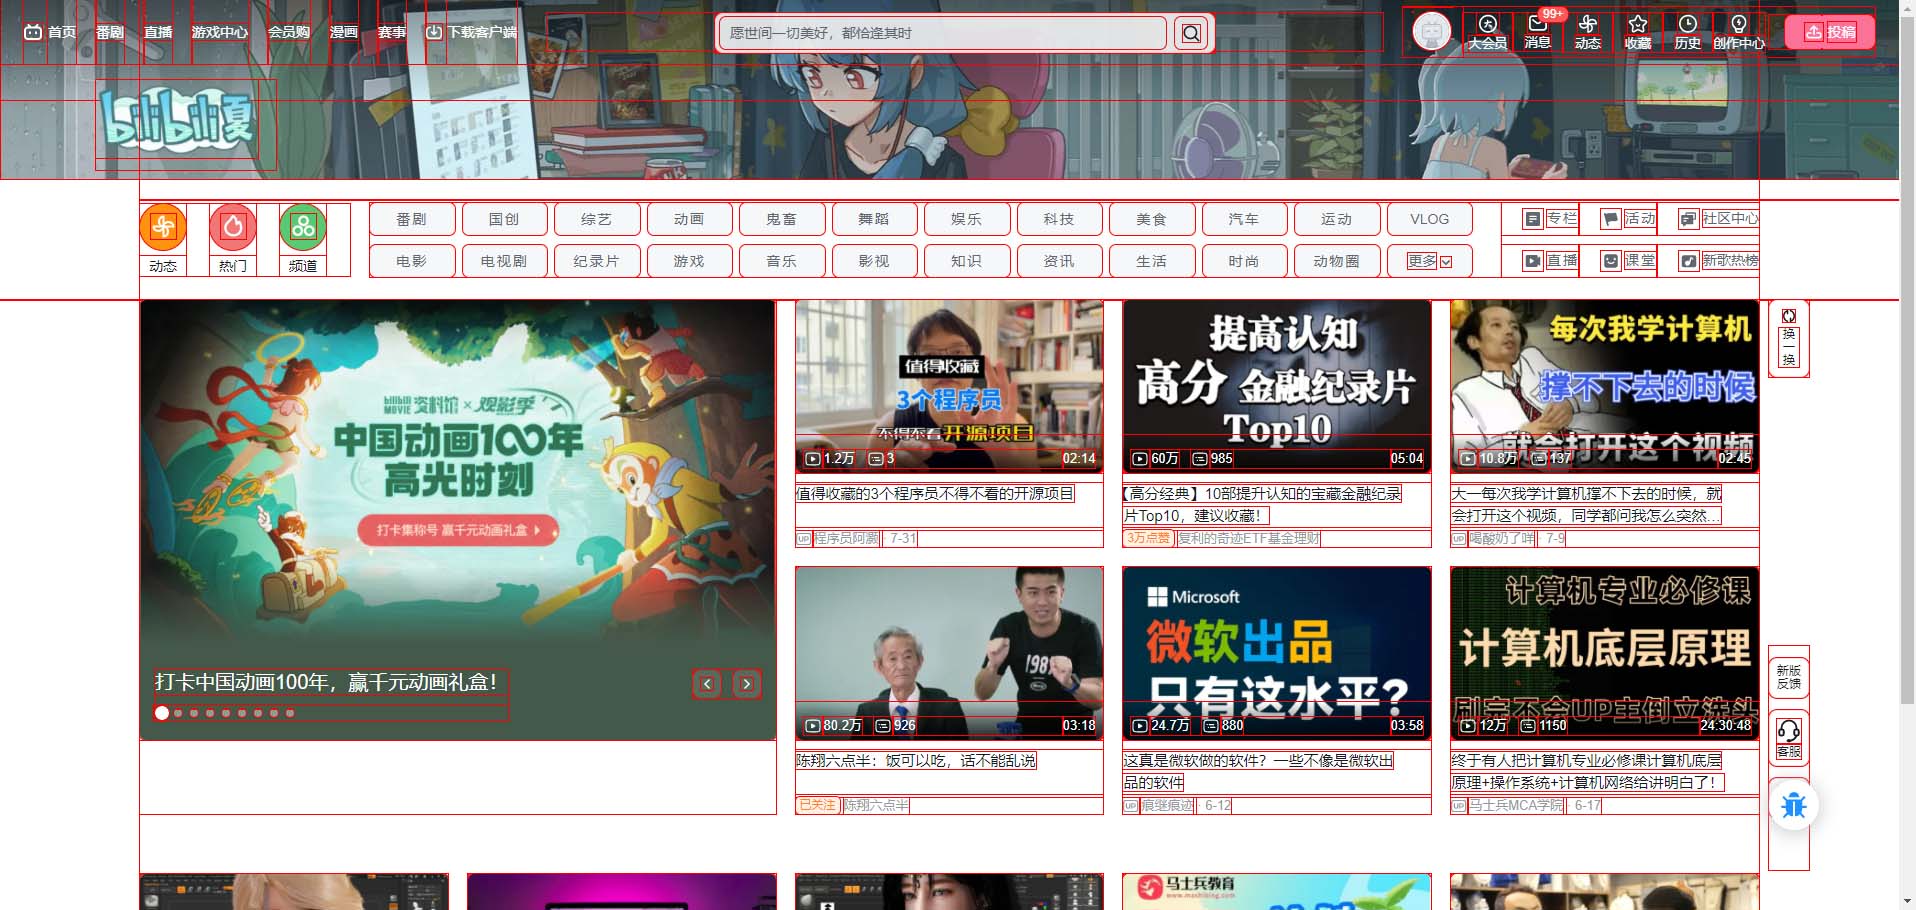 首页 番剧 直播 游戏中心 会员购 漫画 赛事 下载客户端
愿世间一切美好，都恰逢其时
99+
大会员 消息 动态 收藏 历史 创作中心 投稿
bilibili夏
动态 热门 频道
番剧 国创 综艺 动画 鬼畜 舞蹈 娱乐 科技 美食 汽车 运动 VLOG
电影 电视剧 纪录片 游戏 音乐 影视 知识 资讯 生活 时尚 动物圈 更多
专栏 活动 社区中心
直播 课堂 新歌热榜
bilibili MOVIE 资料馆 × 观影季
中国动画100年
高光时刻
打卡集称号 赢千元动画礼盒
打卡中国动画100年，赢千元动画礼盒！
值得收藏
3个程序员
不得不看开源项目
1.2万 3 02:14
值得收藏的3个程序员不得不看的开源项目
程序员阿灏 · 7-31
提高认知
高分 金融纪录片
Top10
60万 985 05:04
【高分经典】10部提升认知的宝藏金融纪录
片Top10，建议收藏！
3万点赞 复利的奇迹ETF基金理财
每次我学计算机
撑不下去的时候
就会打开这个视频
10.8万 137 02:45
大一每次我学计算机撑不下去的时候，就
会打开这个视频，同学都问我怎么突然...
喝酸奶了咩 · 7-9
换一换
1989
80.2万 926 03:18
陈翔六点半：饭可以吃，话不能乱说
已关注 陈翔六点半
Microsoft
微软出品
只有这水平?
24.7万 880 03:58
这真是微软做的软件？一些不像是微软出
品的软件
痕继痕迹 · 6-12
计算机专业必修课
计算机底层原理
刷完不会UP主倒立洗头
12万 1150 24:30:48
终于有人把计算机专业必修课计算机底层
原理+操作系统+计算机网络给讲明白了！
马士兵MCA学院 · 6-17
新版
反馈
客服
马士兵教育
www.mashibing.com